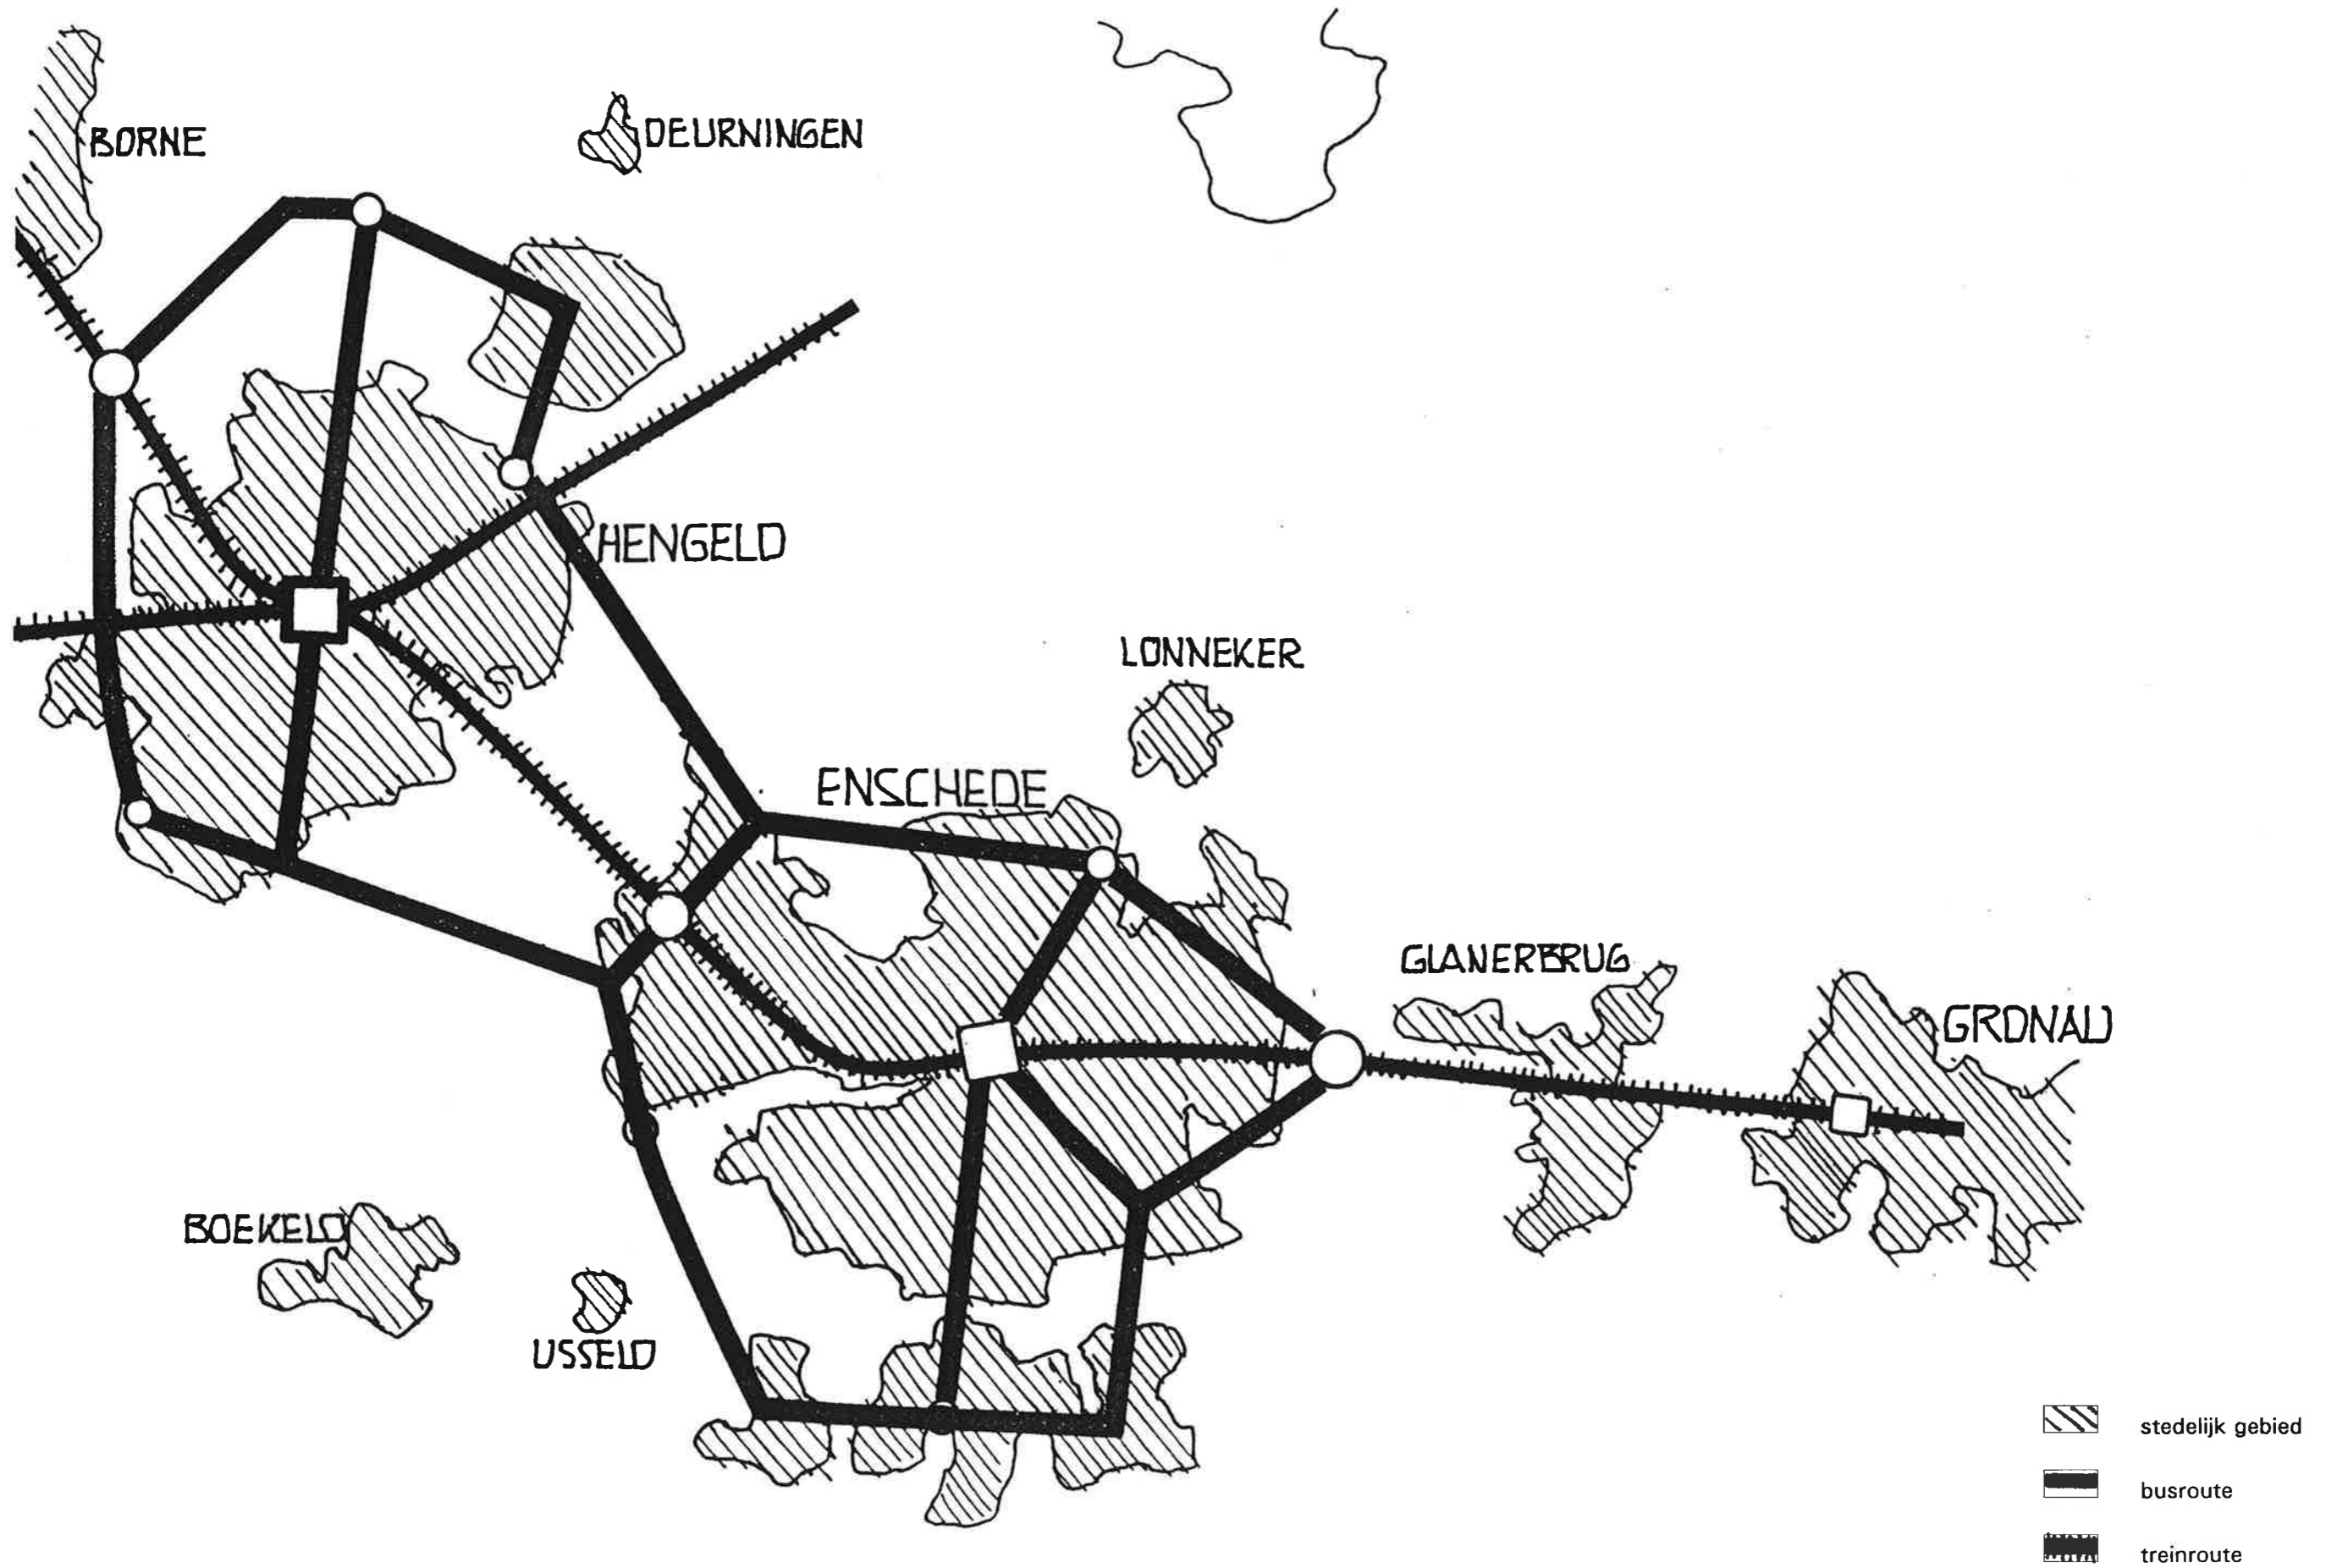 BORNE
DEURNINGEN
HENGELO
LONNEKER
ENSCHEDE
GLANERBRUG
GRONAU
BOEKELO
USSELO
stedelijk gebied
busroute
treinroute